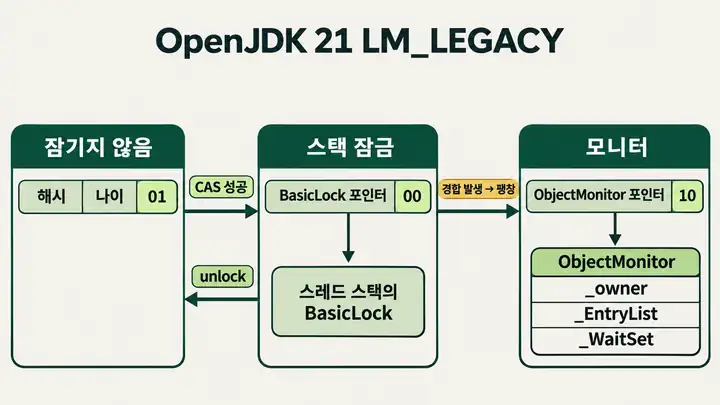 OpenJDK 21 LM_LEGACY
잠기지 않음
해시 나이 01
CAS 성공
unlock
스택 잠금
BasicLock 포인터 00
스레드 스택의
BasicLock
경합 발생 → 팽창
모니터
ObjectMonitor 포인터 10
ObjectMonitor
_owner
_EntryList
_WaitSet